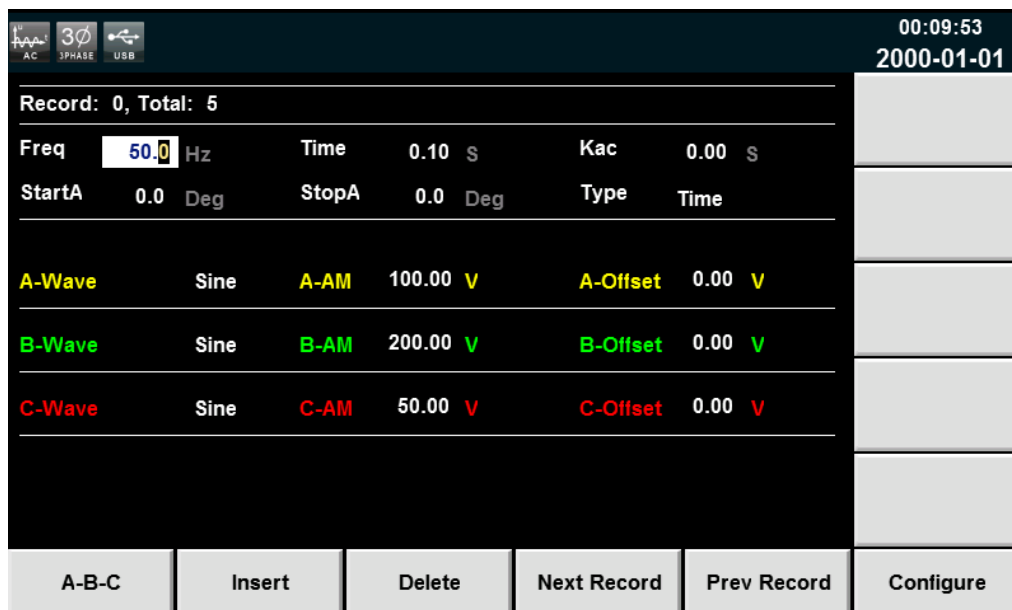 U t 3Ø 00:09:53
AC 3PHASE USB 2000-01-01
Record: 0, Total: 5
Freq 50.0 Hz Time 0.10 S Kac 0.00 S
StartA 0.0 Deg StopA 0.0 Deg Type Time
A-Wave Sine A-AM 100.00 V A-Offset 0.00 V
B-Wave Sine B-AM 200.00 V B-Offset 0.00 V
C-Wave Sine C-AM 50.00 V C-Offset 0.00 V
A-B-C Insert Delete Next Record Prev Record Configure